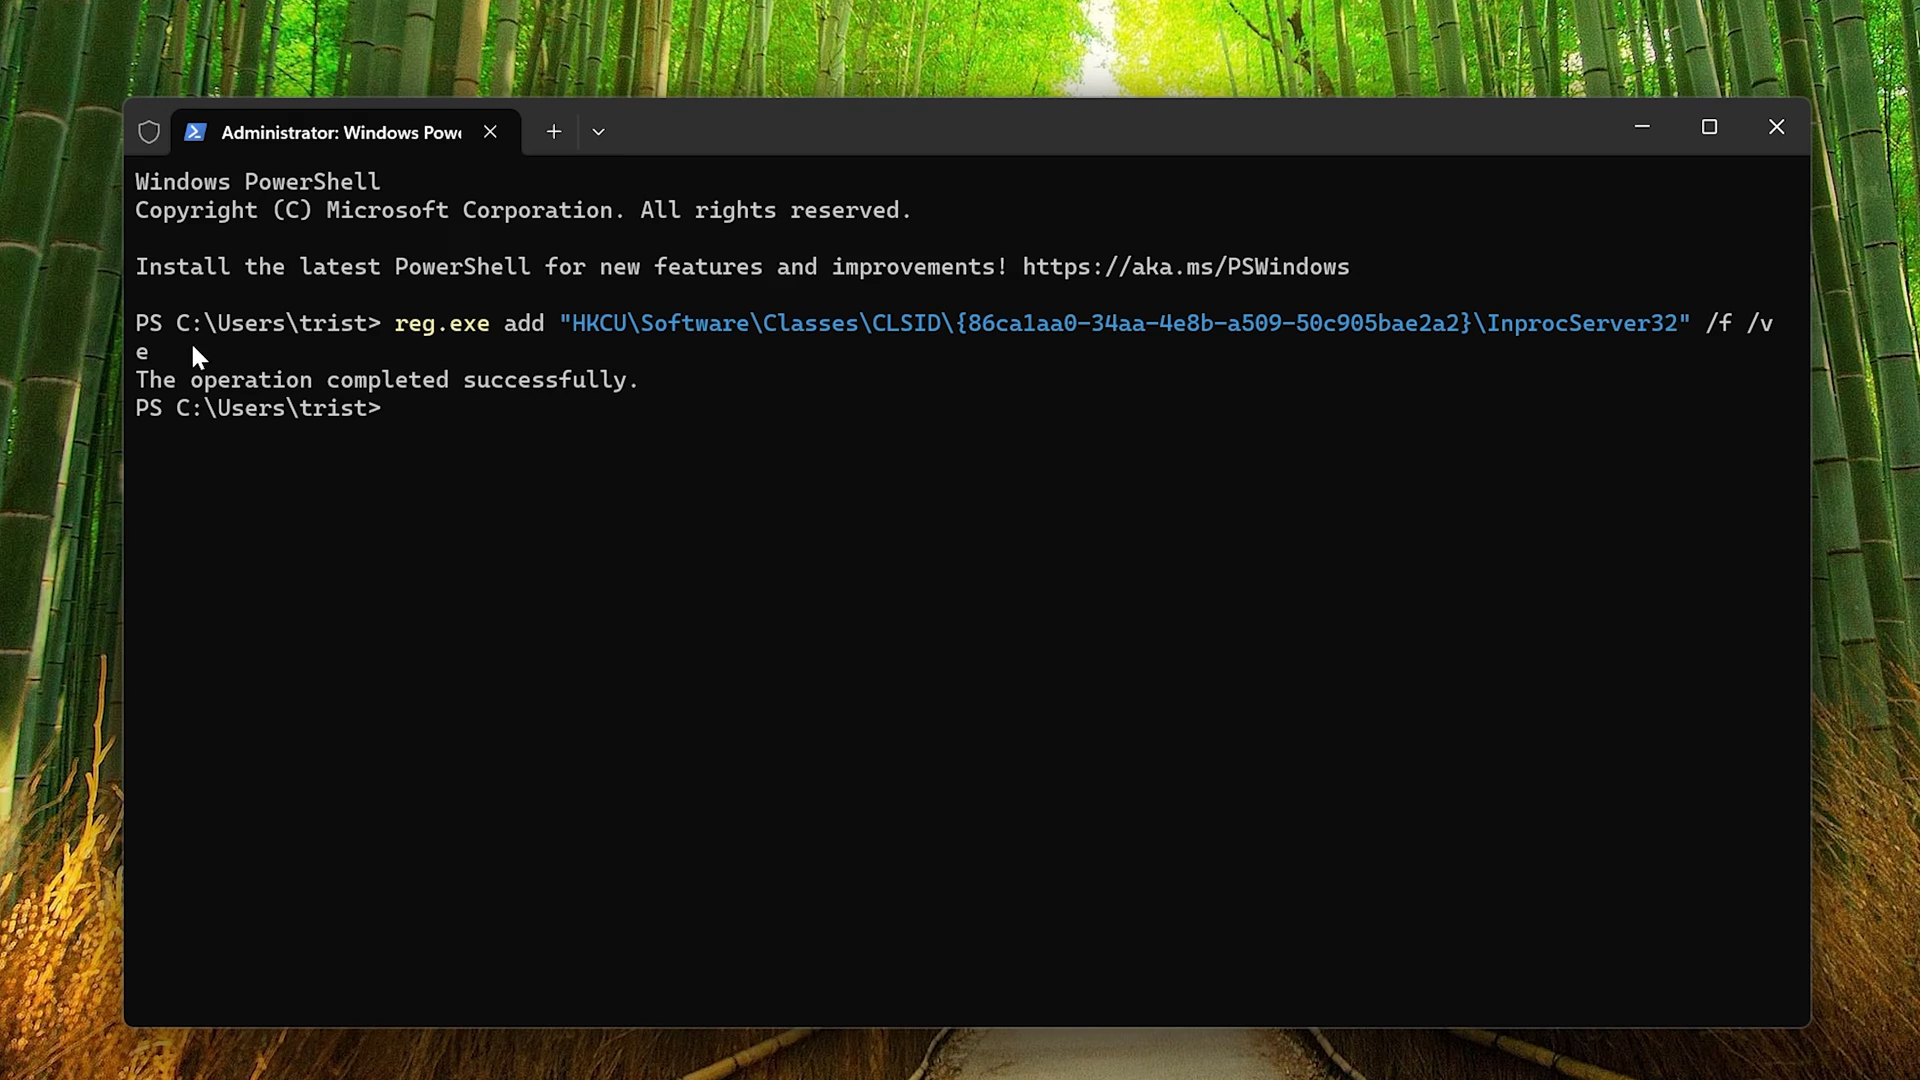 Administrator: Windows Powe
Windows PowerShell
Copyright (C) Microsoft Corporation. All rights reserved.
Install the latest PowerShell for new features and improvements! https://aka.ms/PSWindows
PS C:\Users\trist> reg.exe add "HKCU\Software\Classes\CLSID\{86ca1aa0-34aa-4e8b-a509-50c905bae2a2}\InprocServer32" /f /v
e
The operation completed successfully.
PS C:\Users\trist>